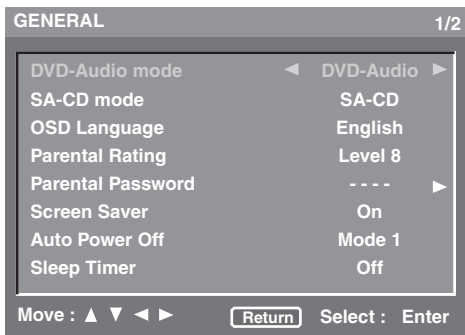 GENERAL 1/2
DVD-Audio mode ◄ DVD-Audio ►
SA-CD mode SA-CD
OSD Language English
Parental Rating Level 8
Parental Password - - - - ►
Screen Saver On
Auto Power Off Mode 1
Sleep Timer Off
Move : ▲ ▼ ◄ ► Return Select : Enter